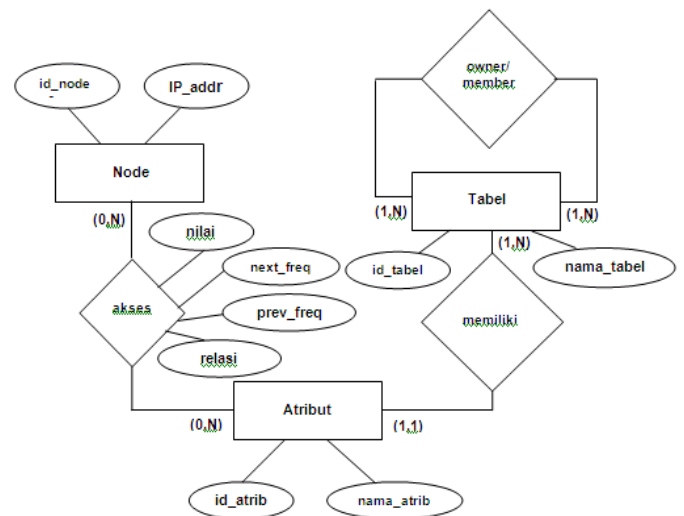 owner/
member
id_node
IP_addr
Node
Tabel
(0,N)
(1,N)
(1,N)
(1,N)
nilai
next_freq
id_tabel
nama_tabel
akses
prev_freq
memiliki
relasi
Atribut
(0,N)
(1,1)
id_atrib
nama_atrib